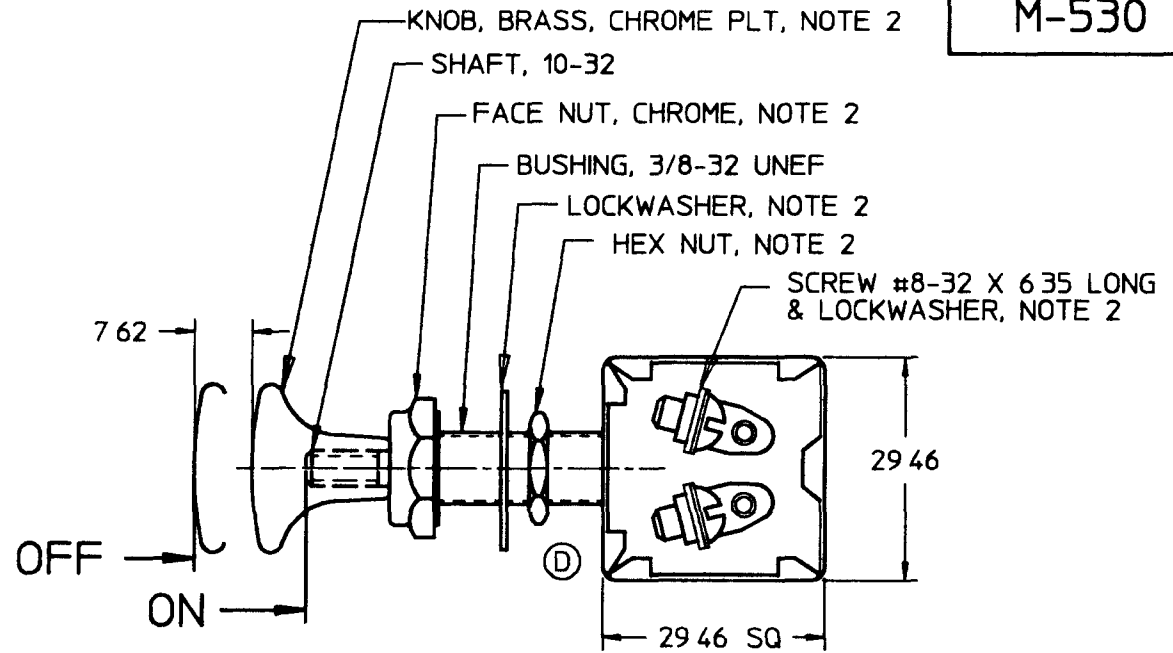 M-530
KNOB, BRASS, CHROME PLT, NOTE 2
SHAFT, 10-32
FACE NUT, CHROME, NOTE 2
BUSHING, 3/8-32 UNEF
LOCKWASHER, NOTE 2
HEX NUT, NOTE 2
SCREW #8-32 X 6 35 LONG
& LOCKWASHER, NOTE 2
7 62
29 46
OFF
D
ON
29 46 SQ